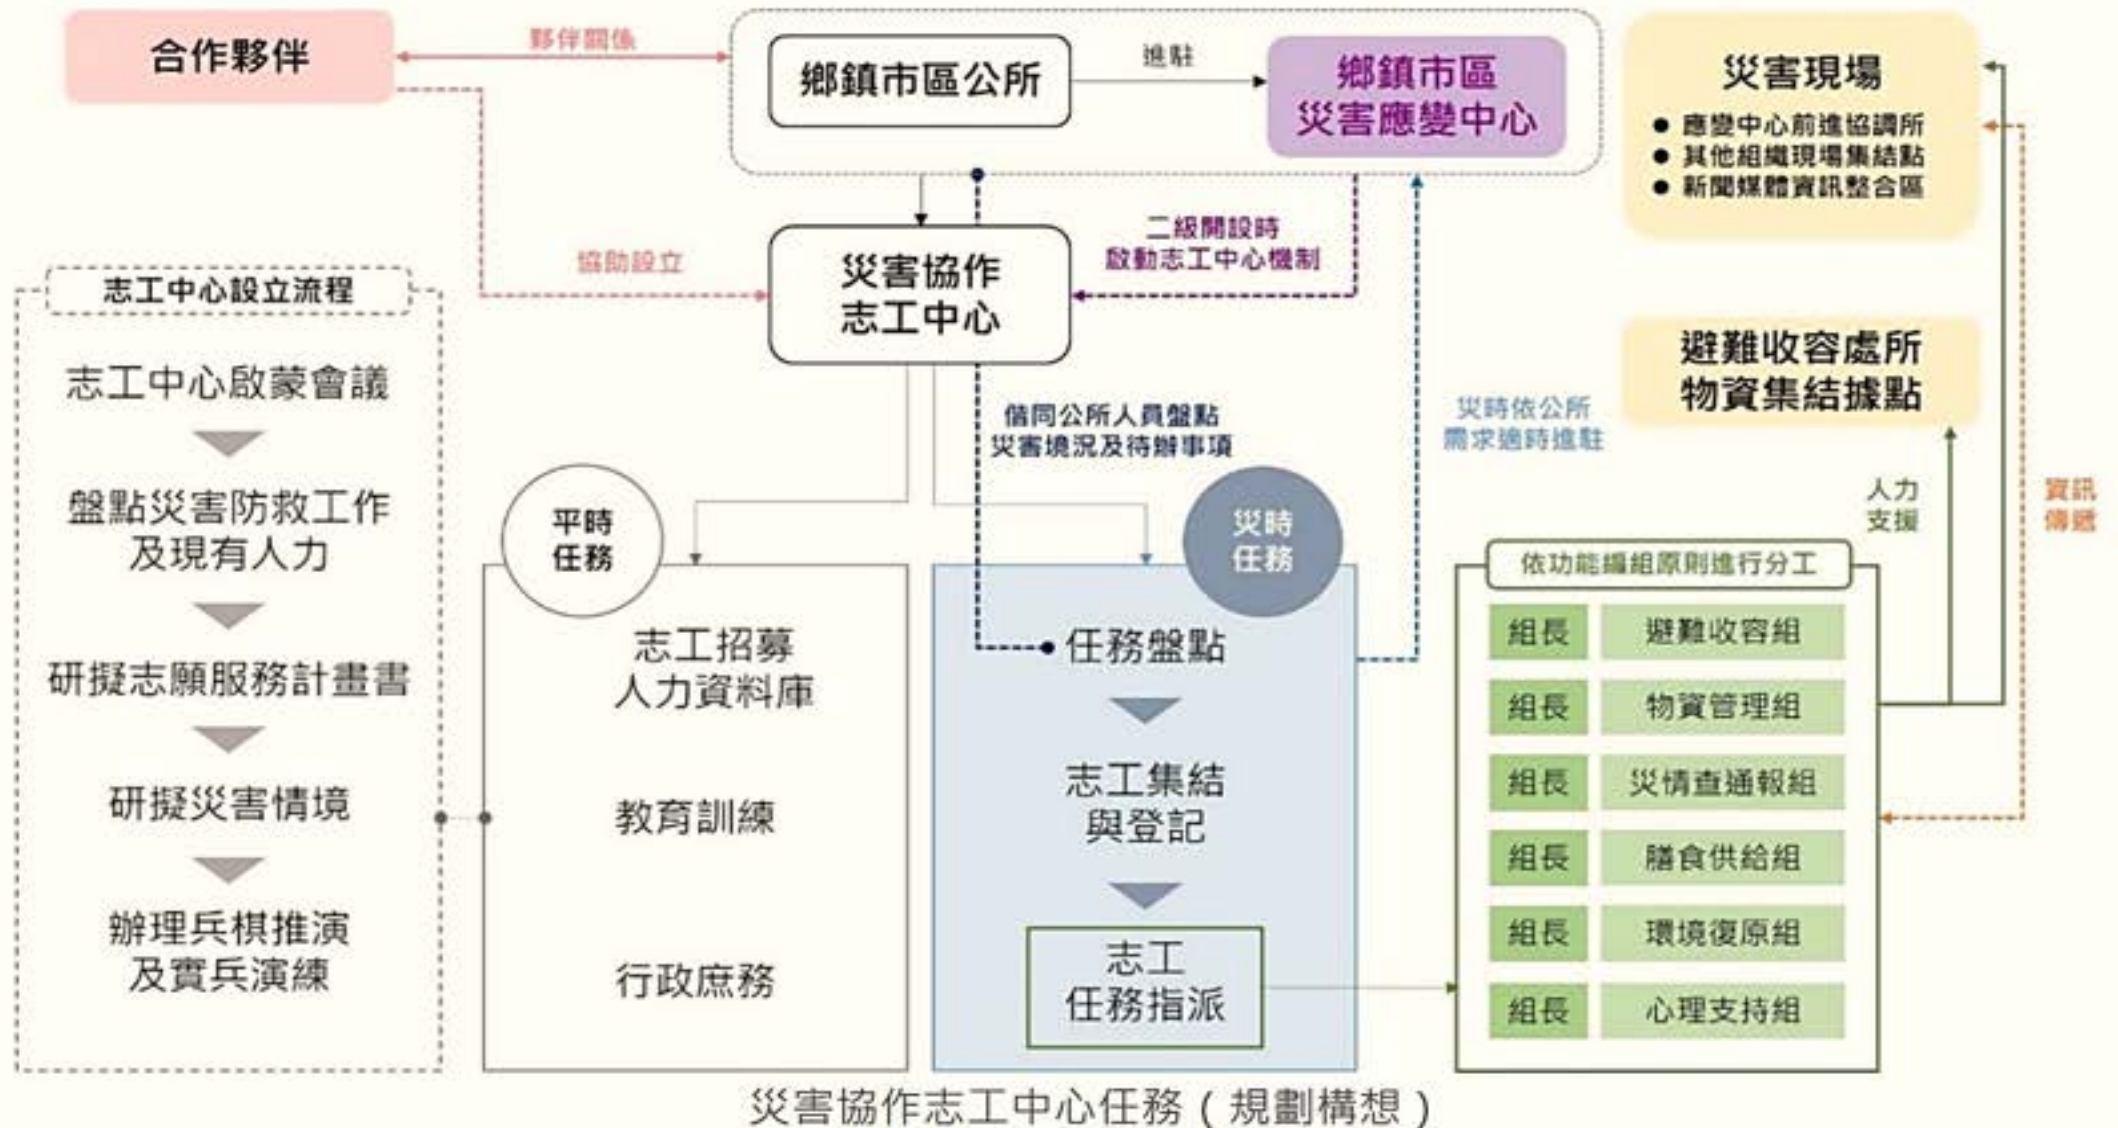 合作夥伴
夥伴關係
鄉鎮市區公所
進駐
鄉鎮市區
災害應變中心
災害現場
● 應變中心前進協調所
● 其他組織現場集結點
● 新聞媒體資訊整合區
協助設立
災害協作
志工中心
二級開設時
啟動志工中心機制
避難收容處所
物資集結據點
志工中心設立流程
志工中心啟蒙會議
盤點災害防救工作
及現有人力
研擬志願服務計畫書
研擬災害情境
辦理兵棋推演
及實兵演練
偕同公所人員盤點
災害境況及待辦事項
災時依公所
需求適時進駐
人力
支援
資訊
傳遞
平時
任務
志工招募
人力資料庫
教育訓練
行政庶務
災時
任務
任務盤點
志工集結
與登記
志工
任務指派
依功能編組原則進行分工
組長 避難收容組
組長 物資管理組
組長 災情查通報組
組長 膳食供給組
組長 環境復原組
組長 心理支持組
災害協作志工中心任務（規劃構想）